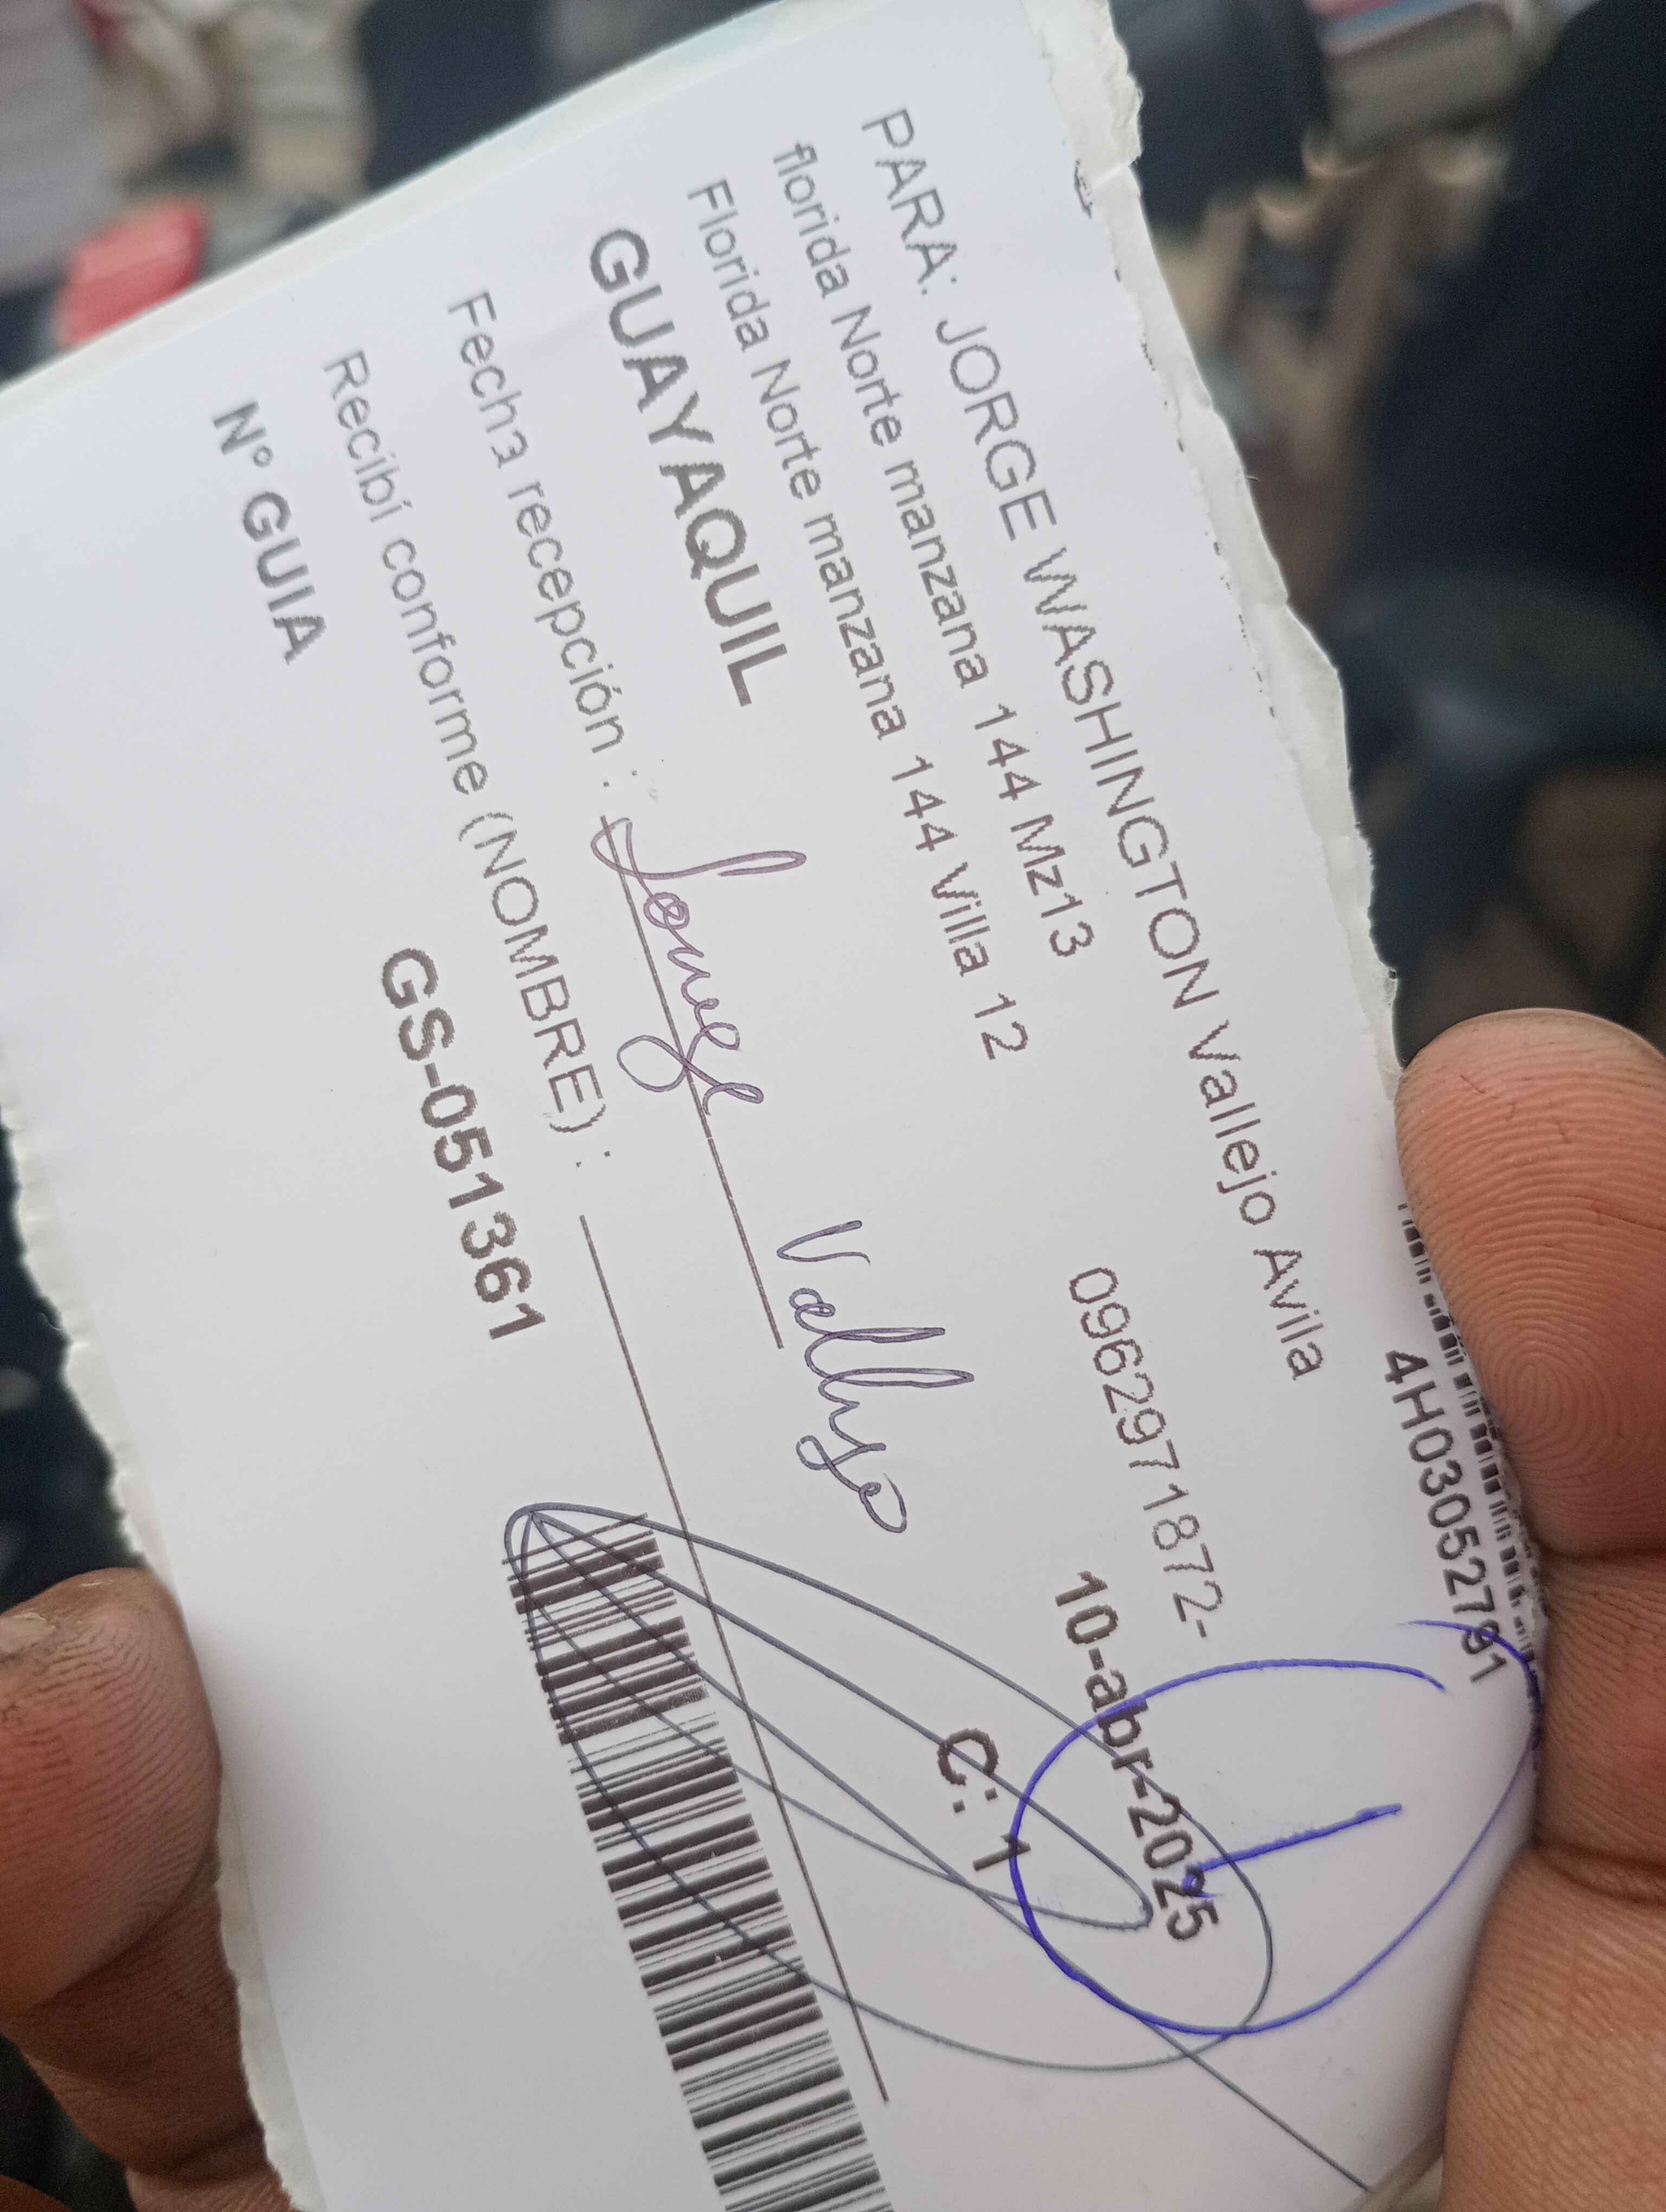 4H03052791
PARA: JORGE WASHINGTON Vallejo Avila
florida Norte manzana 144 Mz13 0962971872-
Florida Norte manzana 144 Villa 12 10-abr-2025
GUAYAQUIL C: 1
Fecha recepción : Jorge Vallejo
Recibí conforme (NOMBRE) :
Nº GUIA GS-051361